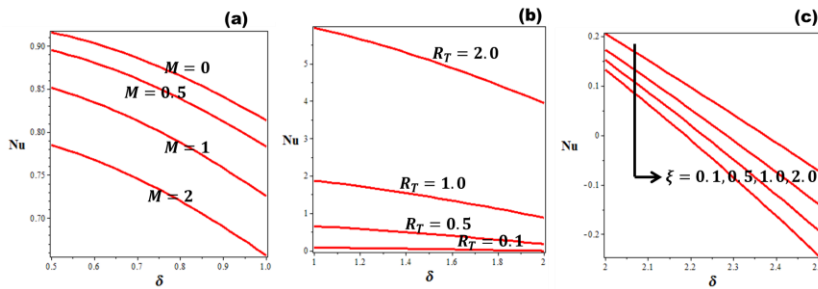 (a)
0.90
0.85
0.80
Nu
0.75
0.70
0.5 0.6 0.7 0.8 0.9 1.0
δ
M = 0
M = 0.5
M = 1
M = 2
(b)
5
4
Nu
3
2
1
0
1 1.2 1.4 1.6 1.8 2
δ
R_T = 2.0
R_T = 1.0
R_T = 0.5
R_T = 0.1
(c)
0.2
0.1
0
Nu
-0.1
-0.2
2 2.1 2.2 2.3 2.4
δ
ξ = 0.1, 0.5, 1.0, 2.0